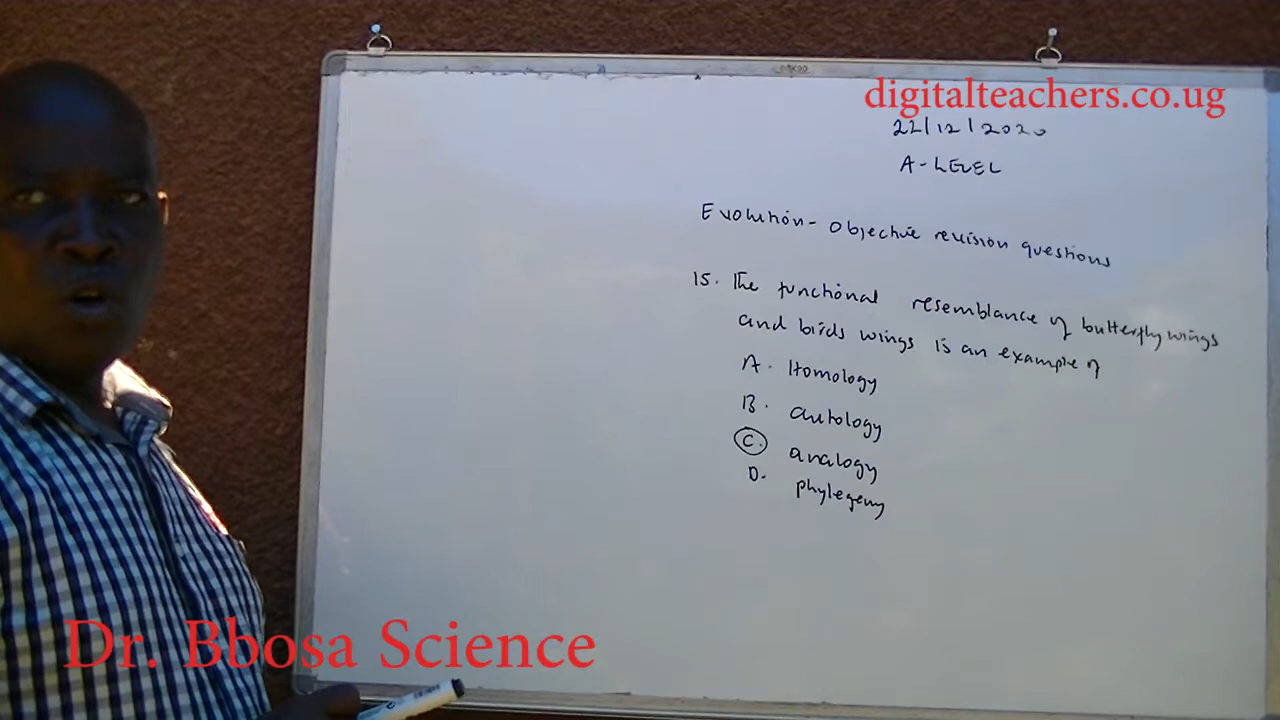 digitalteachers.co.ug
22/12/2020
A-LEVEL
Evolution- Objective revision questions
15. The functional resemblance of butterfly wings
and birds wings is an example of
A. Homology
B. autology
C. analogy
D. phylegeny
Dr. Bbosa Science